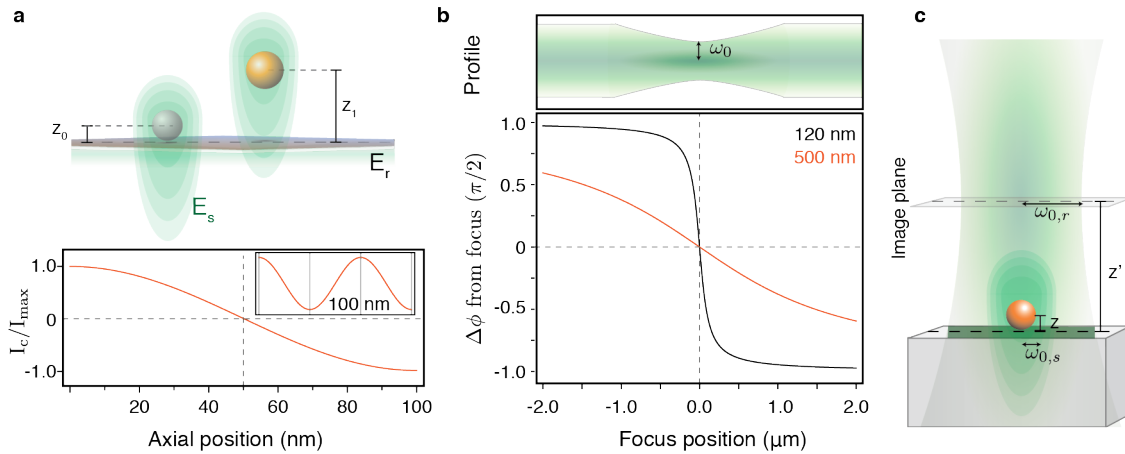 a
z₀
z₁
Eᵣ
Eₛ
I_c/I_max
1.0
0
-1.0
100 nm
20
40
60
80
100
Axial position (nm)
b
Profile
ω₀
Δϕ from focus (π/2)
1.0
0.5
0
-0.5
-1.0
120 nm
500 nm
-2.0
-1.0
0.0
1.0
2.0
Focus position (μm)
c
Image plane
ω₀,ᵣ
z'
z
ω₀,ₛ